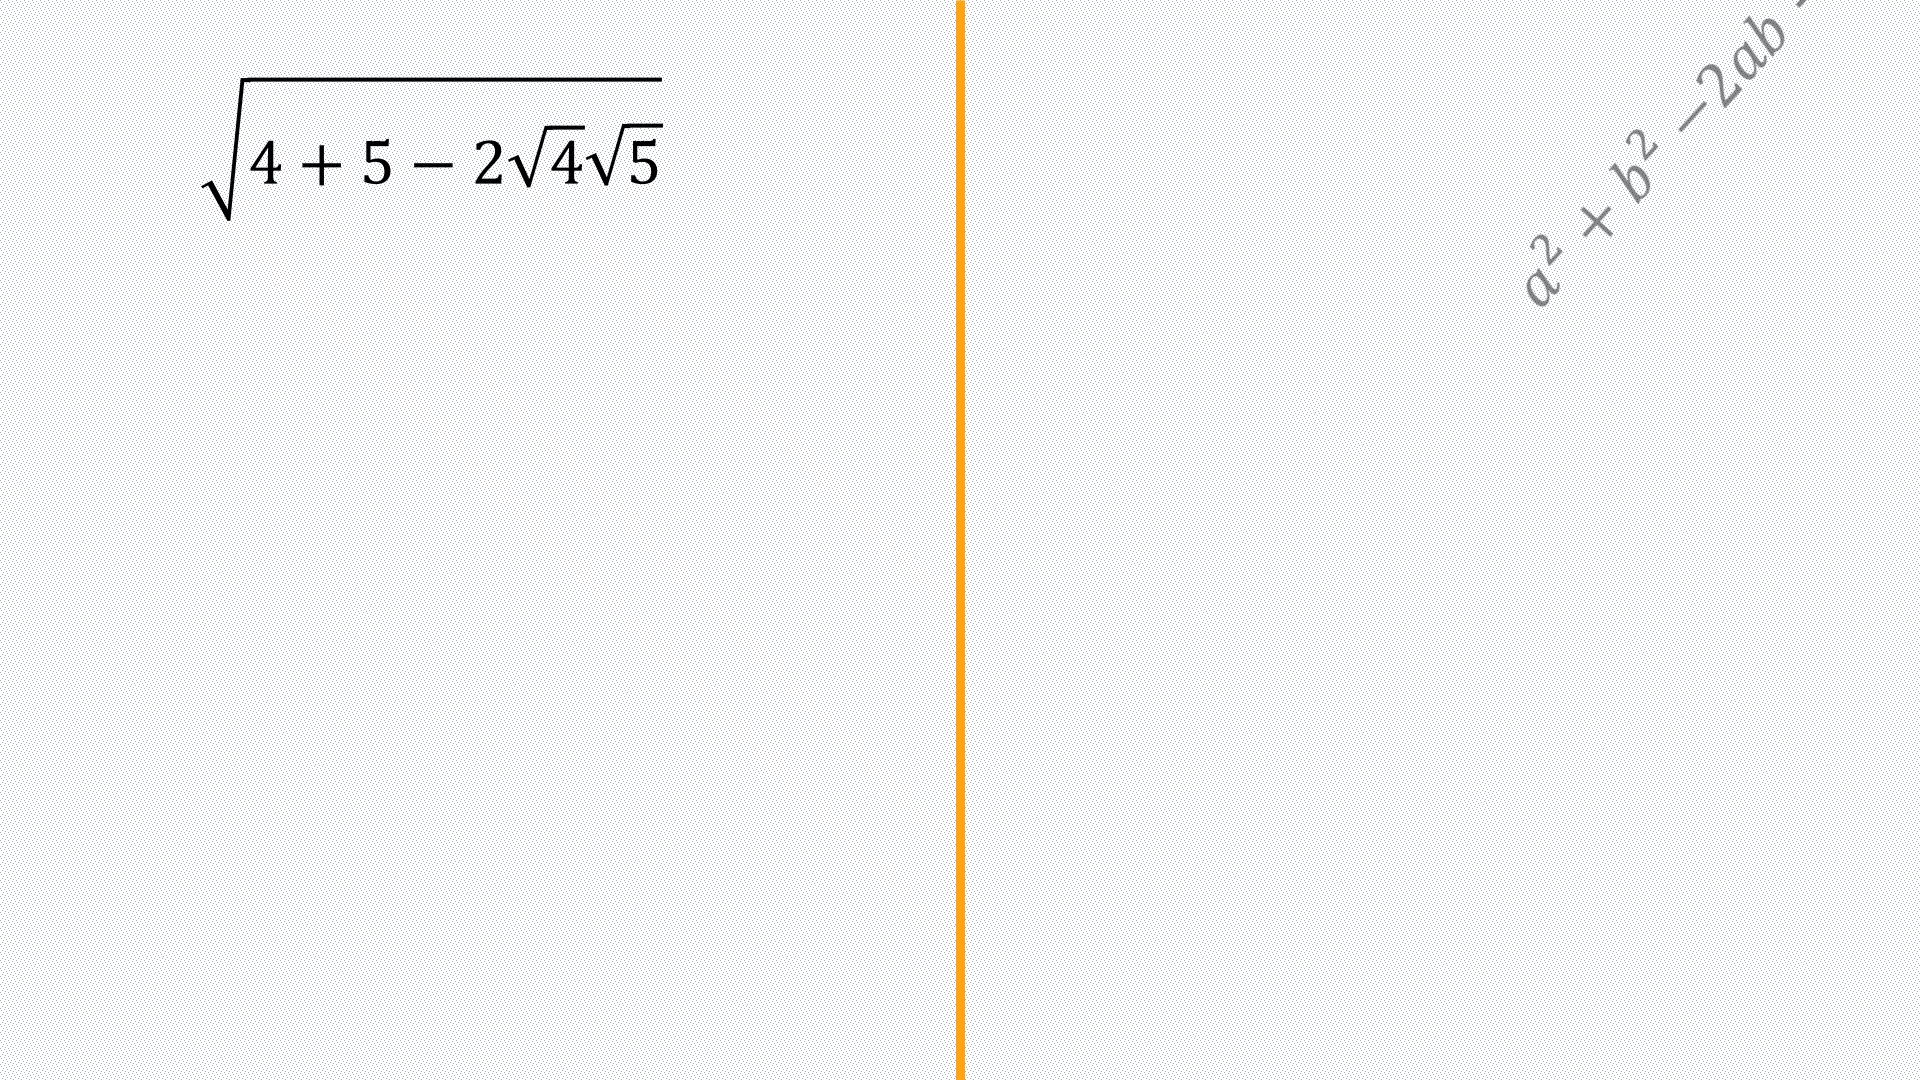 √(4 + 5 − 2√4√5)
a² + b² −2ab